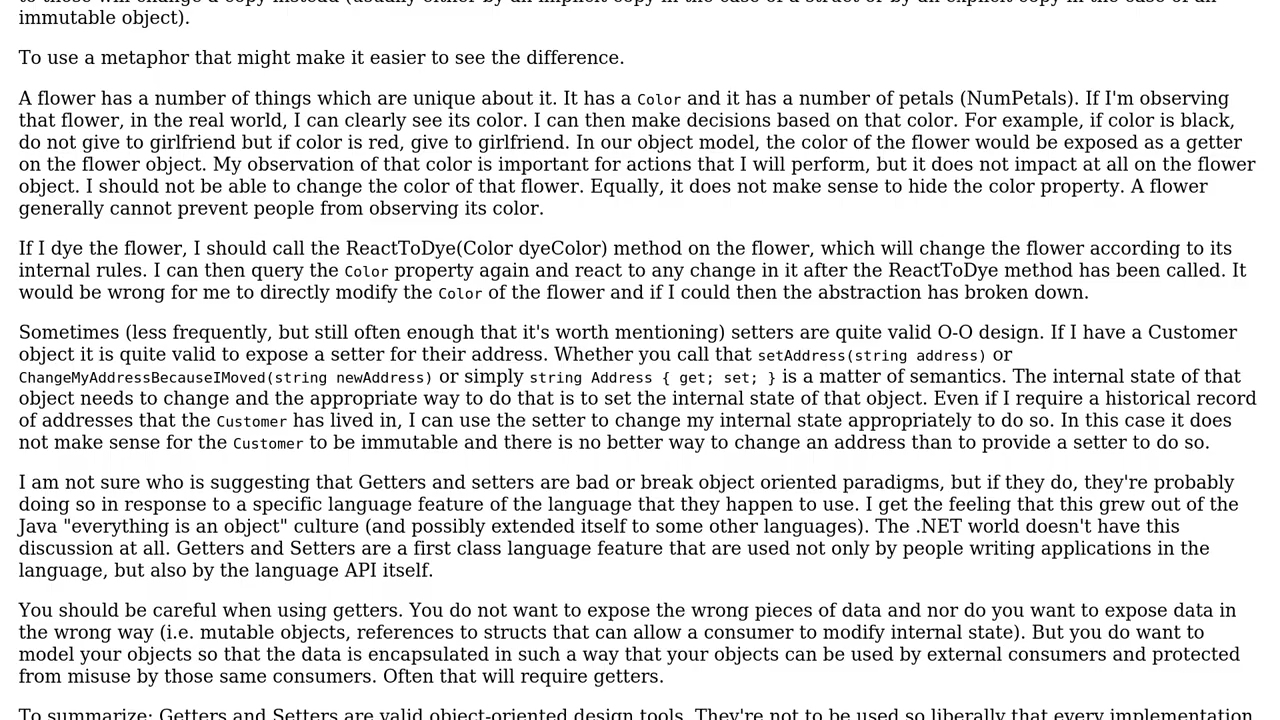 to those will change a copy instead (usually either by an implicit copy in the case of a struct or by an explicit copy in the case of an
immutable object).
To use a metaphor that might make it easier to see the difference.
A flower has a number of things which are unique about it. It has a Color and it has a number of petals (NumPetals). If I'm observing
that flower, in the real world, I can clearly see its color. I can then make decisions based on that color. For example, if color is black,
do not give to girlfriend but if color is red, give to girlfriend. In our object model, the color of the flower would be exposed as a getter
on the flower object. My observation of that color is important for actions that I will perform, but it does not impact at all on the flower
object. I should not be able to change the color of that flower. Equally, it does not make sense to hide the color property. A flower
generally cannot prevent people from observing its color.
If I dye the flower, I should call the ReactToDye(Color dyeColor) method on the flower, which will change the flower according to its
internal rules. I can then query the Color property again and react to any change in it after the ReactToDye method has been called. It
would be wrong for me to directly modify the Color of the flower and if I could then the abstraction has broken down.
Sometimes (less frequently, but still often enough that it's worth mentioning) setters are quite valid O-O design. If I have a Customer
object it is quite valid to expose a setter for their address. Whether you call that setAddress(string address) or
ChangeMyAddressBecauseIMoved(string newAddress) or simply string Address { get; set; } is a matter of semantics. The internal state of that
object needs to change and the appropriate way to do that is to set the internal state of that object. Even if I require a historical record
of addresses that the Customer has lived in, I can use the setter to change my internal state appropriately to do so. In this case it does
not make sense for the Customer to be immutable and there is no better way to change an address than to provide a setter to do so.
I am not sure who is suggesting that Getters and setters are bad or break object oriented paradigms, but if they do, they're probably
doing so in response to a specific language feature of the language that they happen to use. I get the feeling that this grew out of the
Java "everything is an object" culture (and possibly extended itself to some other languages). The .NET world doesn't have this
discussion at all. Getters and Setters are a first class language feature that are used not only by people writing applications in the
language, but also by the language API itself.
You should be careful when using getters. You do not want to expose the wrong pieces of data and nor do you want to expose data in
the wrong way (i.e. mutable objects, references to structs that can allow a consumer to modify internal state). But you do want to
model your objects so that the data is encapsulated in such a way that your objects can be used by external consumers and protected
from misuse by those same consumers. Often that will require getters.
To summarize: Getters and Setters are valid object-oriented design tools. They're not to be used so liberally that every implementation